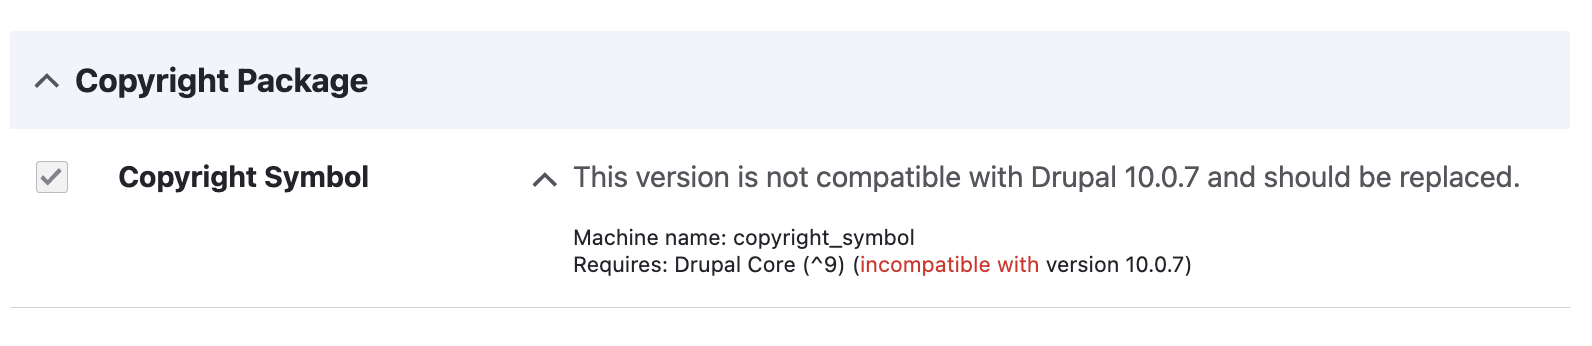 Copyright Package
Copyright Symbol
This version is not compatible with Drupal 10.0.7 and should be replaced.
Machine name: copyright_symbol
Requires: Drupal Core (^9) (incompatible with version 10.0.7)